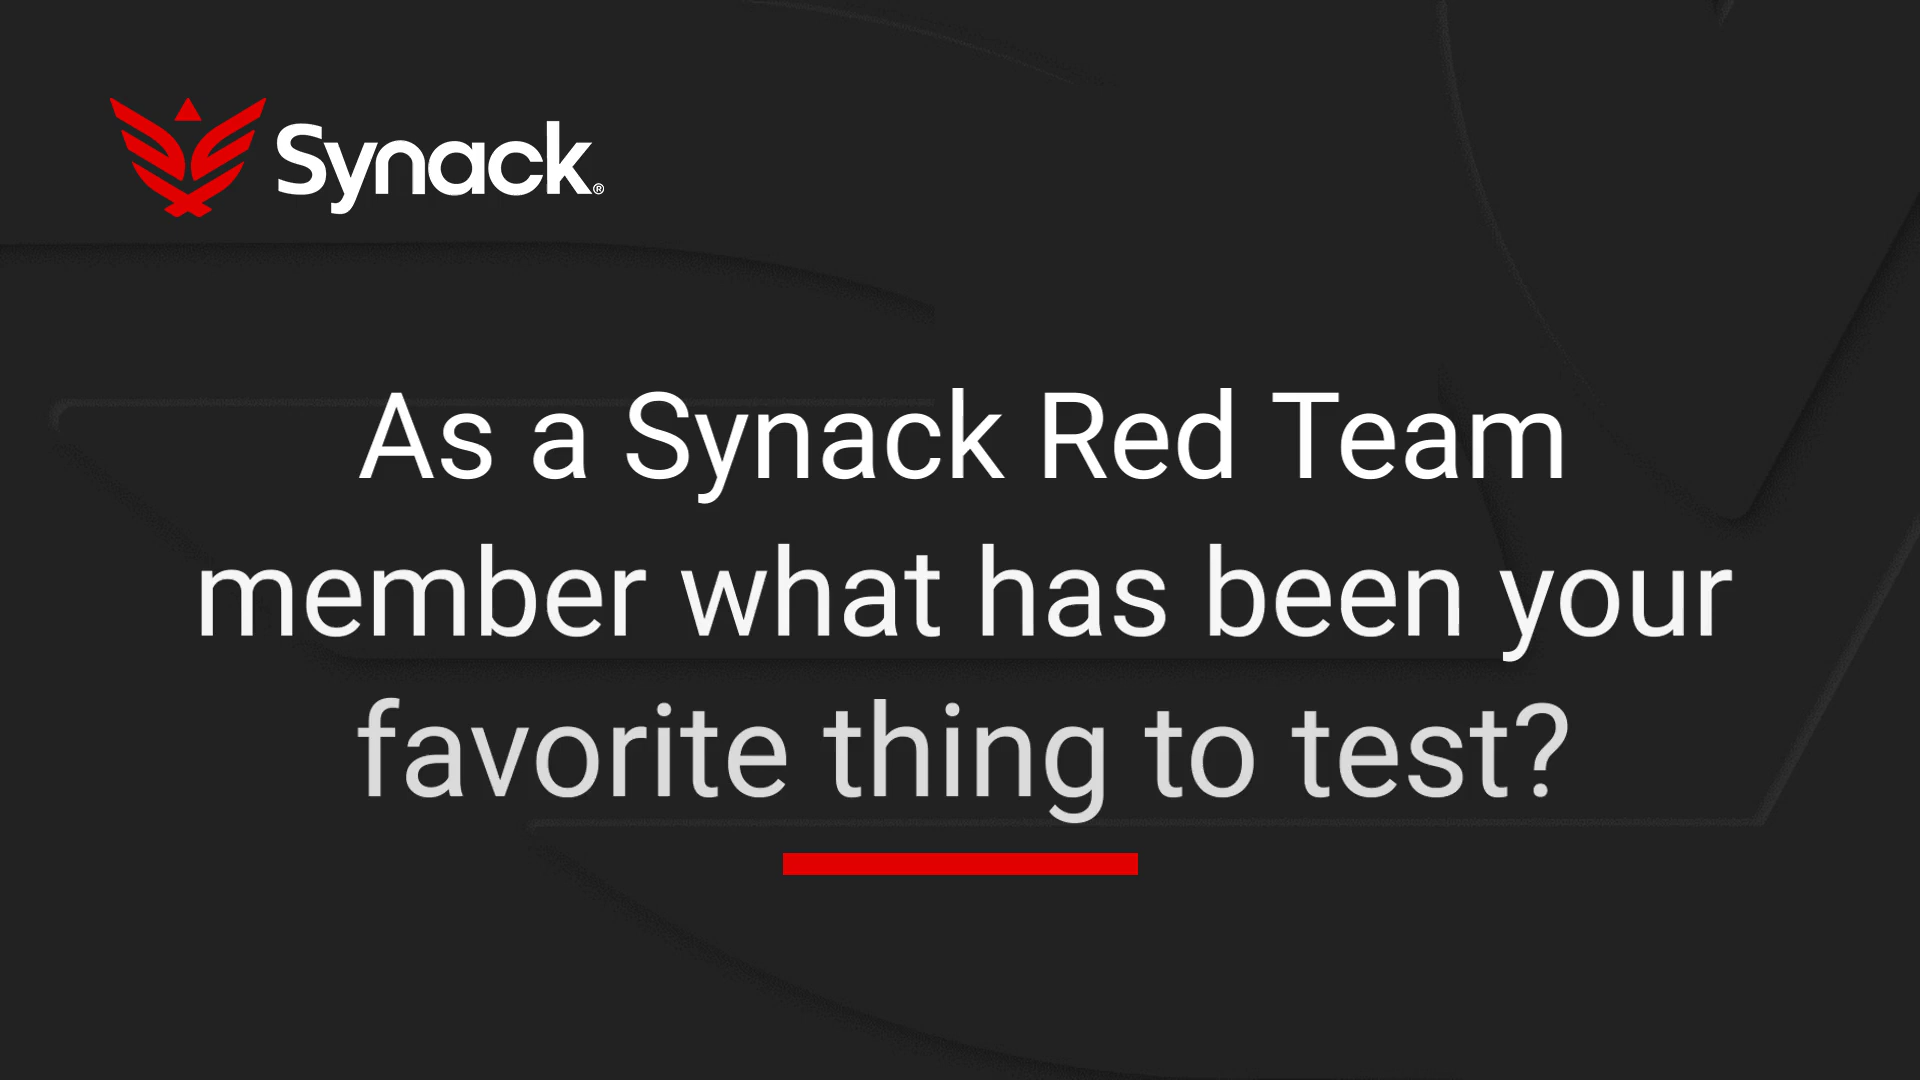 Synack®
As a Synack Red Team
member what has been your
favorite thing to test?